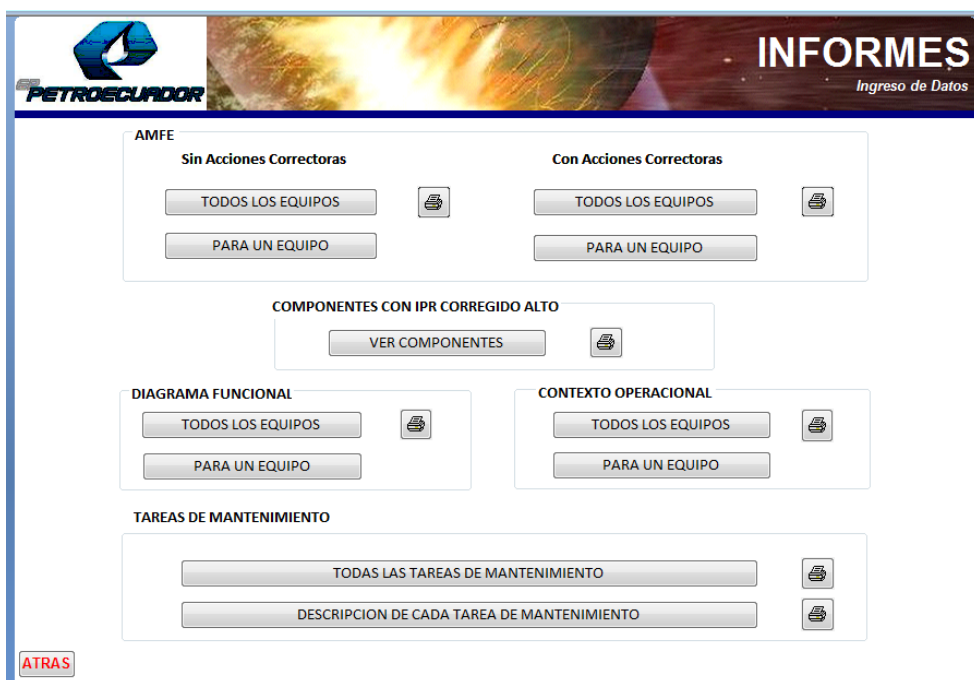 EP
PETROECUADOR
INFORMES
Ingreso de Datos
AMFE
Sin Acciones Correctoras
Con Acciones Correctoras
TODOS LOS EQUIPOS
TODOS LOS EQUIPOS
PARA UN EQUIPO
PARA UN EQUIPO
COMPONENTES CON IPR CORREGIDO ALTO
VER COMPONENTES
DIAGRAMA FUNCIONAL
TODOS LOS EQUIPOS
PARA UN EQUIPO
CONTEXTO OPERACIONAL
TODOS LOS EQUIPOS
PARA UN EQUIPO
TAREAS DE MANTENIMIENTO
TODAS LAS TAREAS DE MANTENIMIENTO
DESCRIPCION DE CADA TAREA DE MANTENIMIENTO
ATRAS